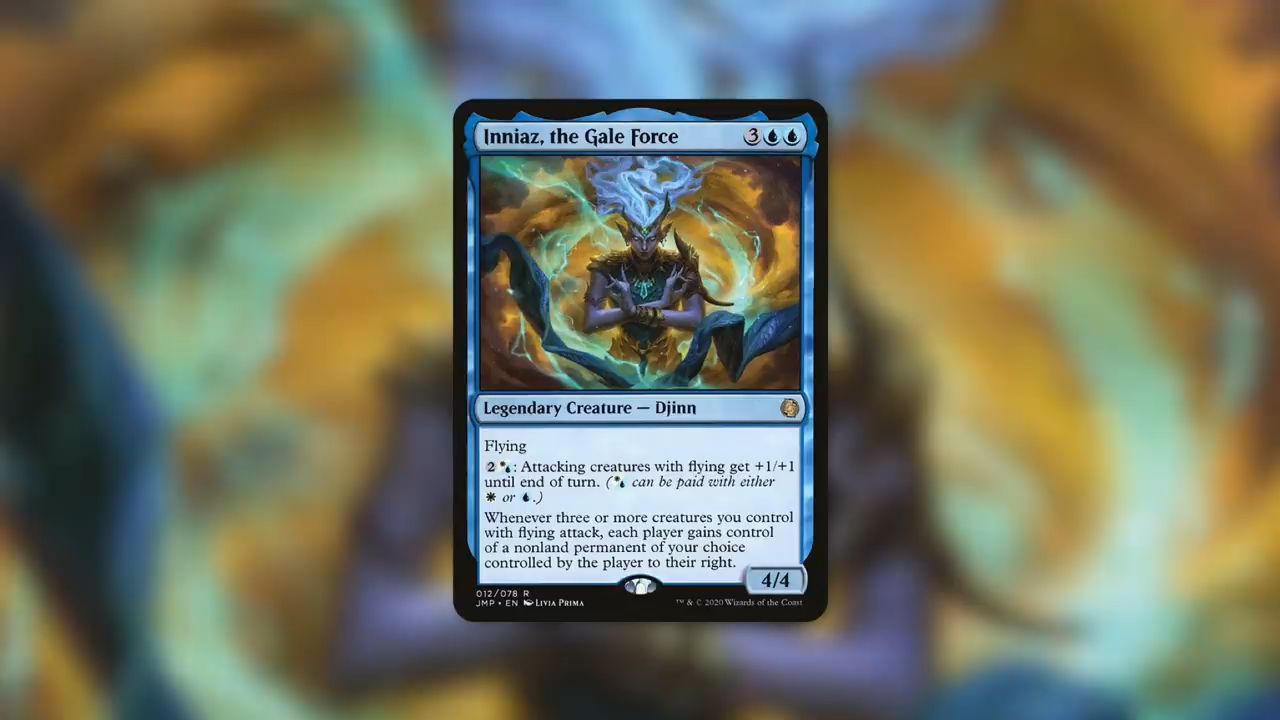 Inniaz, the Gale Force 3
Legendary Creature — Djinn
Flying
2 : Attacking creatures with flying get +1/+1
until end of turn. ( can be paid with either
or .)
Whenever three or more creatures you control
with flying attack, each player gains control
of a nonland permanent of your choice
controlled by the player to their right.
4/4
012/078 R
JMP • EN LIVIA PRIMA
™ & © 2020 Wizards of the Coast